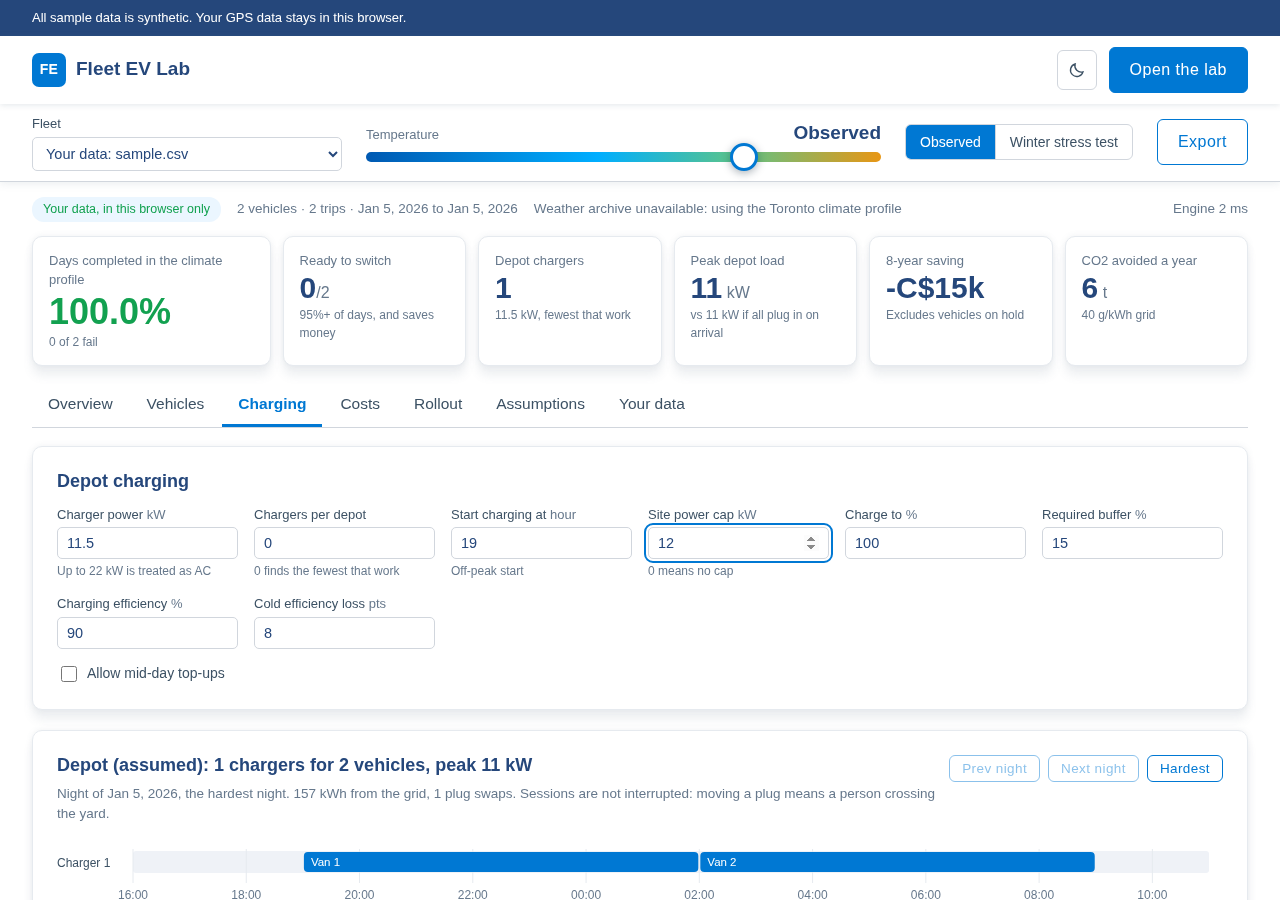 All sample data is synthetic. Your GPS data stays in this browser.
FE
Fleet EV Lab
Open the lab
Fleet
Your data: sample.csv
Temperature
Observed
Observed
Winter stress test
Export
Your data, in this browser only
2 vehicles · 2 trips · Jan 5, 2026 to Jan 5, 2026
Weather archive unavailable: using the Toronto climate profile
Engine 2 ms
Days completed in the climate
profile
100.0%
0 of 2 fail
Ready to switch
0/2
95%+ of days, and saves
money
Depot chargers
1
11.5 kW, fewest that work
Peak depot load
11 kW
vs 11 kW if all plug in on
arrival
8-year saving
-C$15k
Excludes vehicles on hold
CO2 avoided a year
6 t
40 g/kWh grid
Overview
Vehicles
Charging
Costs
Rollout
Assumptions
Your data
Depot charging
Charger power kW
11.5
Up to 22 kW is treated as AC
Chargers per depot
0
0 finds the fewest that work
Start charging at hour
19
Off-peak start
Site power cap kW
12
0 means no cap
Charge to %
100
Required buffer %
15
Charging efficiency %
90
Cold efficiency loss pts
8
Allow mid-day top-ups
Depot (assumed): 1 chargers for 2 vehicles, peak 11 kW
Prev night
Next night
Hardest
Night of Jan 5, 2026, the hardest night. 157 kWh from the grid, 1 plug swaps. Sessions are not interrupted: moving a plug means a person crossing
the yard.
Charger 1
Van 1
Van 2
16:00
18:00
20:00
22:00
00:00
02:00
04:00
06:00
08:00
10:00